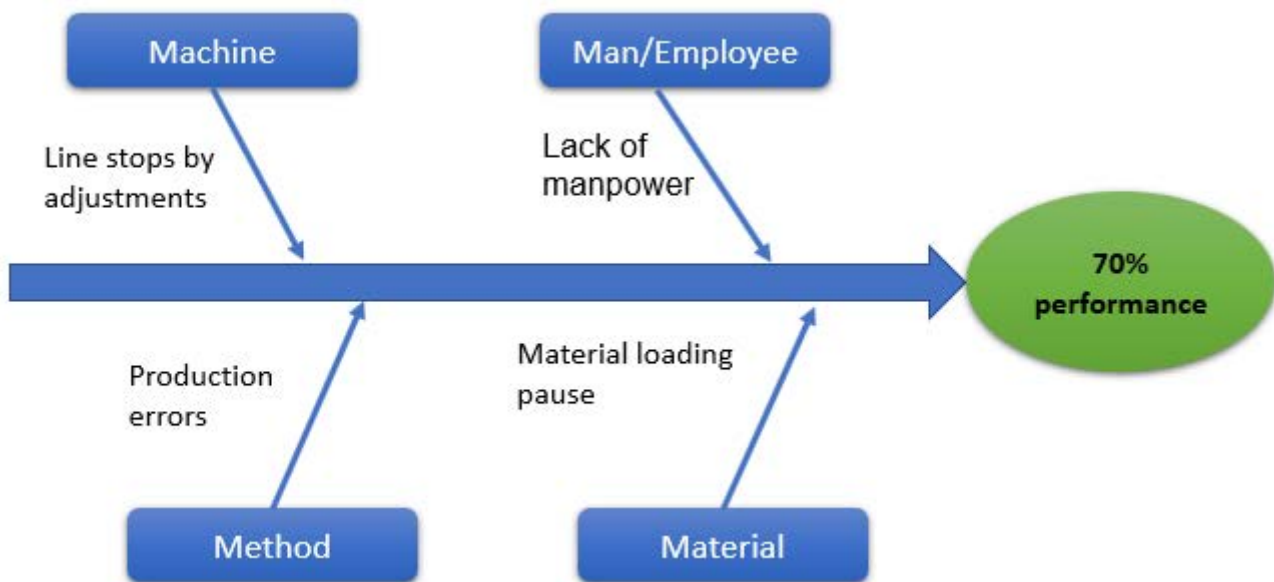 Machine
Man/Employee
Line stops by
adjustments
Lack of
manpower
70%
performance
Production
errors
Material loading
pause
Method
Material